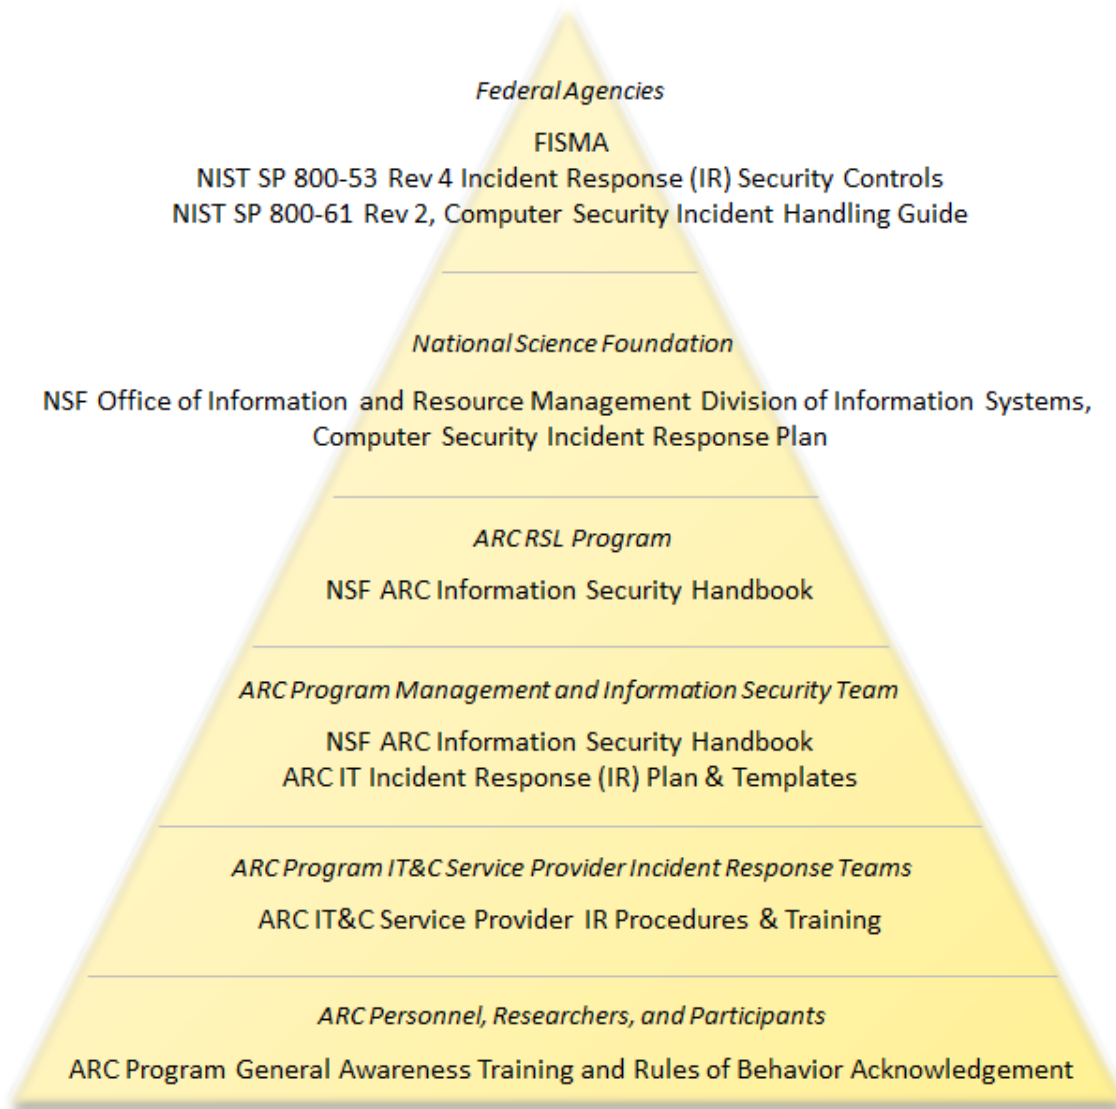 Federal Agencies
FISMA
NIST SP 800-53 Rev 4 Incident Response (IR) Security Controls
NIST SP 800-61 Rev 2, Computer Security Incident Handling Guide
National Science Foundation
NSF Office of Information and Resource Management Division of Information Systems,
Computer Security Incident Response Plan
ARC RSL Program
NSF ARC Information Security Handbook
ARC Program Management and Information Security Team
NSF ARC Information Security Handbook
ARC IT Incident Response (IR) Plan & Templates
ARC Program IT&C Service Provider Incident Response Teams
ARC IT&C Service Provider IR Procedures & Training
ARC Personnel, Researchers, and Participants
ARC Program General Awareness Training and Rules of Behavior Acknowledgement